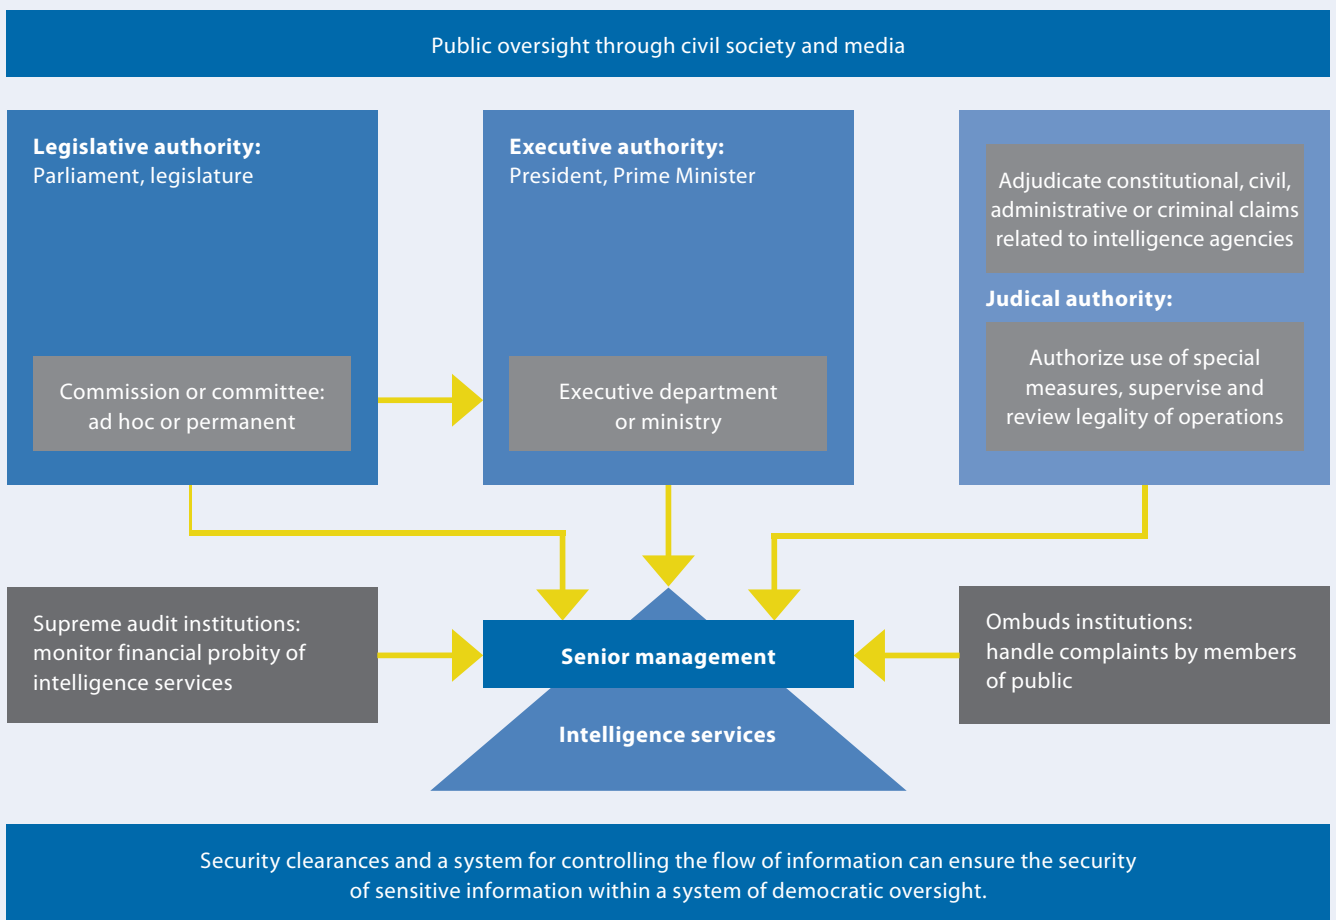 Public oversight through civil society and media
Legislative authority:
Parliament, legislature
Commission or committee:
ad hoc or permanent
Executive authority:
President, Prime Minister
Executive department
or ministry
Adjudicate constitutional, civil,
administrative or criminal claims
related to intelligence agencies
Judical authority:
Authorize use of special
measures, supervise and
review legality of operations
Supreme audit institutions:
monitor financial probity of
intelligence services
Senior management
Intelligence services
Ombuds institutions:
handle complaints by members
of public
Security clearances and a system for controlling the flow of information can ensure the security
of sensitive information within a system of democratic oversight.